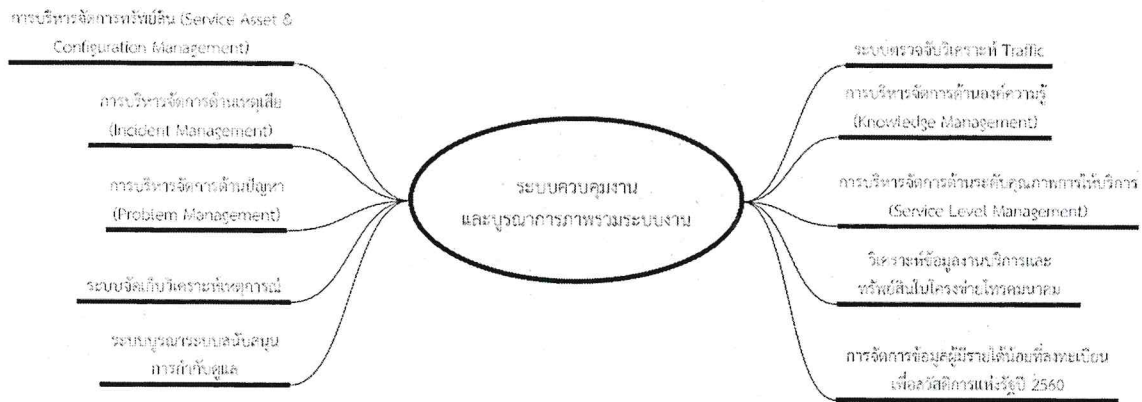 การบริหารจัดการทรัพย์สิน (Service Asset &
Configuration Management)
การบริหารจัดการด้านเหตุเสีย
(Incident Management)
การบริหารจัดการด้านปัญหา
(Problem Management)
ระบบจัดเก็บวิเคราะห์เหตุการณ์
ระบบบูรณาระบบสนับสนุน
การกำกับดูแล
ระบบควบคุมงาน
และบูรณาการภาพรวมระบบงาน
ระบบตรวจจับวิเคราะห์ Traffic
การบริหารจัดการด้านองค์ความรู้
(Knowledge Management)
การบริหารจัดการด้านระดับคุณภาพการให้บริการ
(Service Level Management)
วิเคราะห์ข้อมูลงานบริการและ
ทรัพย์สินในโครงข่ายโทรคมนาคม
การจัดการข้อมูลผู้มีรายได้น้อยที่ลงทะเบียน
เพื่อสวัสดิการแห่งรัฐปี 2560